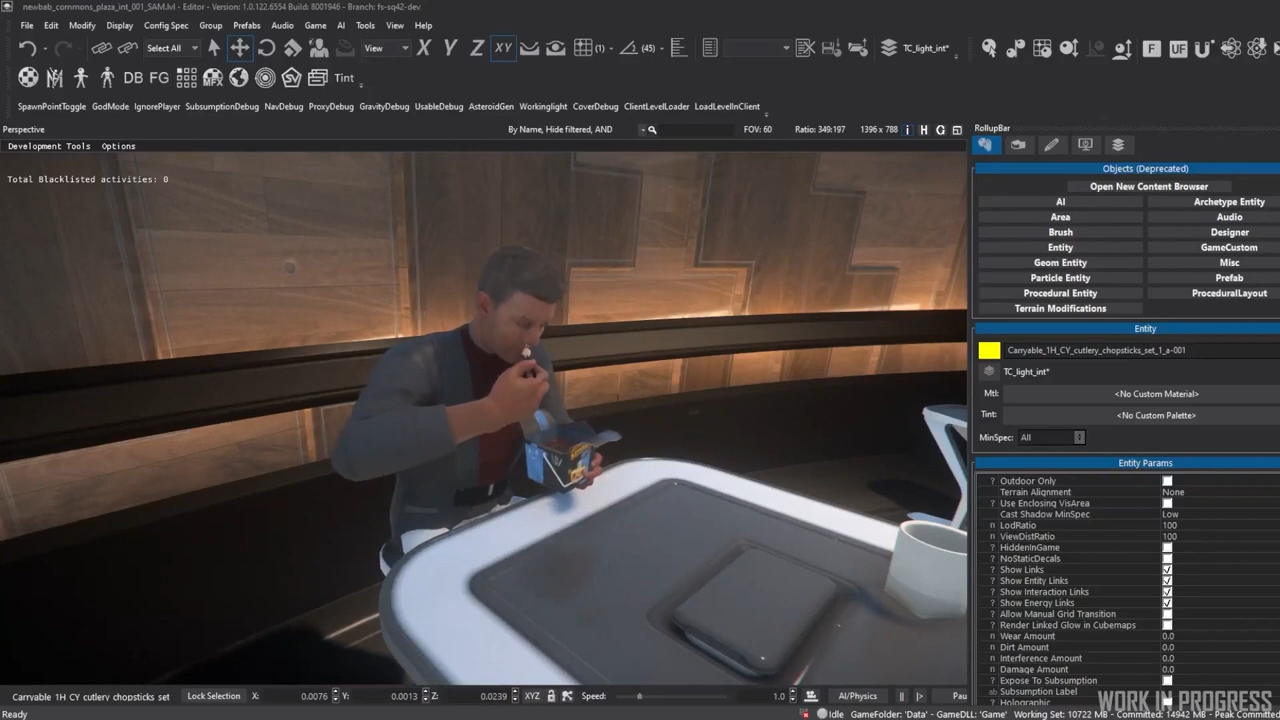 newbab_commons_plaza_int_001_SAM.lvl - Editor - Version: 1.0.122.6554 Build: 8001946 - Branch: fs-sq42-dev
File Edit Modify Display Config Spec Group Prefabs Audio Game AI Tools View Help
Select All View X Y Z XY (1) (45) TC_light_int* F UF
DB FG MFX Tint
SpawnPointToggle GodMode IgnorePlayer SubsumptionDebug NavDebug ProxyDebug GravityDebug UsableDebug AsteroidGen Workinglight CoverDebug ClientLevelLoader LoadLevelInClient
Perspective By Name, Hide filtered, AND FOV: 60 Ratio: 349:197 1396 x 788 i H G RollupBar
Development Tools Options
Total Blacklisted activities: 0
Objects (Deprecated)
Open New Content Browser
AI Archetype Entity
Area Audio
Brush Designer
Entity GameCustom
Geom Entity Misc
Particle Entity Prefab
Procedural Entity ProceduralLayout
Terrain Modifications
Entity
Carryable_1H_CY_cutlery_chopsticks_set_1_a-001
TC_light_int*
Mtl: <No Custom Material>
Tint: <No Custom Palette>
MinSpec: All
Entity Params
? Outdoor Only
Terrain Alignment None
? Use Enclosing VisArea
Cast Shadow MinSpec Low
n LodRatio 100
n ViewDistRatio 100
? HiddenInGame
? NoStaticDecals
? Show Links
? Show Entity Links
? Show Interaction Links
? Show Energy Links
? Allow Manual Grid Transition
? Render Linked Glow in Cubemaps
n Wear Amount 0.0
n Dirt Amount 0.0
n Interference Amount 0.0
n Damage Amount 0.0
? Expose To Subsumption
ab Subsumption Label
? Holographic
WORK IN PROGRESS
Carryable 1H CY cutlery chopsticks set Lock Selection X: 0.0076 Y: 0.0013 Z: 0.0239 XYZ Speed: 1.0 AI/Physics Pau
Ready Idle GameFolder: 'Data' - GameDLL: 'Game' Working Set: 10722 MB - Committed: 14942 MB - Peak Committed